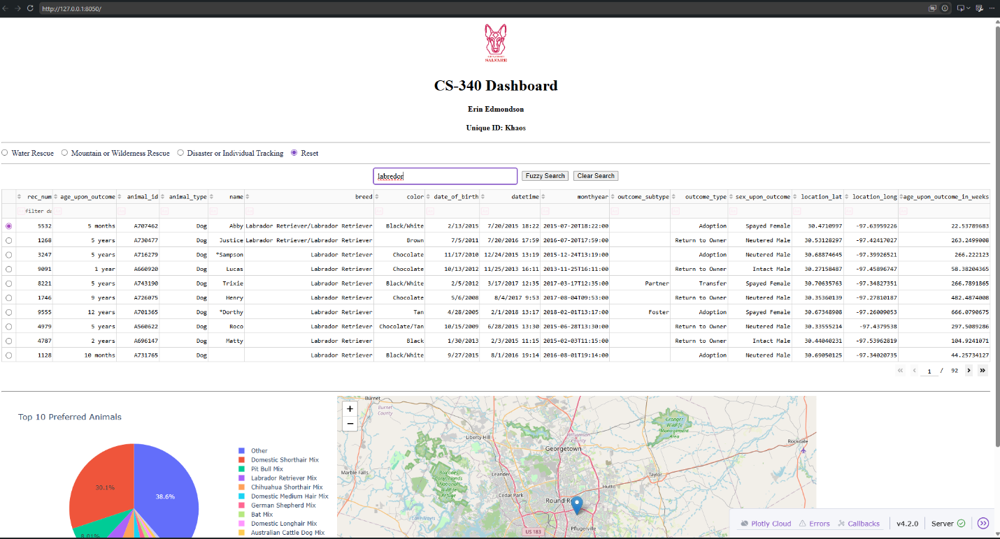 http://127.0.0.1:8050/
SALVARE
CS-340 Dashboard
Erin Edmondson
Unique ID: Khaos
Water Rescue Mountain or Wilderness Rescue Disaster or Individual Tracking Reset
labredor Fuzzy Search Clear Search
rec_num age_upon_outcome animal_id animal_type name breed color date_of_birth datetime monthyear outcome_subtype outcome_type sex_upon_outcome location_lat location_long age_upon_outcome_in_weeks
filter da
5532 5 months A707462 Dog Abby Labrador Retriever/Labrador Retriever Black/White 2/13/2015 7/20/2015 18:22 2015-07-20T18:22:00 Adoption Spayed Female 30.4710997 -97.63959226 22.53789683
1268 5 years A730477 Dog Justice Labrador Retriever/Labrador Retriever Brown 7/5/2011 7/20/2016 17:59 2016-07-20T17:59:00 Return to Owner Neutered Male 30.53128297 -97.42417027 263.2499008
3247 5 years A716279 Dog *Sampson Labrador Retriever Chocolate 11/17/2010 12/24/2015 13:19 2015-12-24T13:19:00 Adoption Neutered Male 30.68874645 -97.39926521 266.222123
9091 1 year A660920 Dog Lucas Labrador Retriever Chocolate 10/13/2012 11/25/2013 16:11 2013-11-25T16:11:00 Return to Owner Intact Male 30.27158487 -97.45896747 58.38204365
8221 5 years A743190 Dog Trixie Labrador Retriever Black/White 2/5/2012 3/17/2017 12:35 2017-03-17T12:35:00 Partner Transfer Spayed Female 30.70635763 -97.34827351 266.7891865
1746 9 years A726075 Dog Henry Labrador Retriever Black 5/6/2008 8/4/2017 9:53 2017-08-04T09:53:00 Return to Owner Neutered Male 30.35360139 -97.27810187 482.4874008
9555 12 years A701365 Dog *Dorthy Labrador Retriever Tan 4/28/2005 2/1/2018 13:17 2018-02-01T13:17:00 Foster Adoption Spayed Female 30.67348908 -97.26009053 666.0790675
4979 5 years A560622 Dog Roco Labrador Retriever Chocolate/Tan 10/15/2009 6/28/2015 13:30 2015-06-28T13:30:00 Return to Owner Neutered Male 30.33555214 -97.4379538 297.5089286
4787 2 years A696147 Dog Matty Labrador Retriever Black 1/30/2013 2/3/2015 11:15 2015-02-03T11:15:00 Return to Owner Intact Male 30.44040231 -97.53962819 104.9241071
1128 10 months A731765 Dog Labrador Retriever Black/White 9/27/2015 8/1/2016 19:14 2016-08-01T19:14:00 Adoption Neutered Male 30.69050125 -97.34020735 44.25734127
1 / 92
Top 10 Preferred Animals
30.1%
38.6%
8.01%
Other
Domestic Shorthair Mix
Pit Bull Mix
Labrador Retriever Mix
Chihuahua Shorthair Mix
Domestic Medium Hair Mix
German Shepherd Mix
Bat Mix
Domestic Longhair Mix
Australian Cattle Dog Mix
+
−
Burnet
Burnet County
Granger Wildlife Management Area
Liberty Hill
Williamson County
Georgetown
Rockdale
Marble Falls
Balcones Canyonlands National Wildlife Refuge
Leander
Taylor
Hutto
Cedar Park
Round R
Lake Travis
Pflugerville
US 183
Plotly Cloud Errors Callbacks v4.2.0 Server